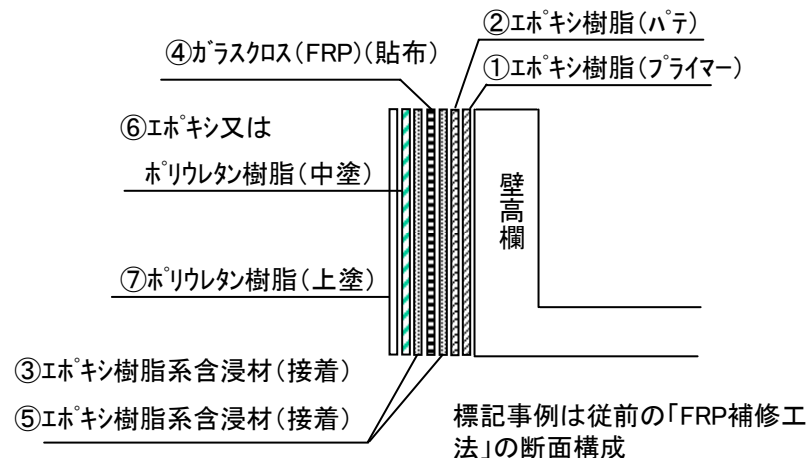 ②ｴﾎﾟｷｼ樹脂(ﾊﾟﾃ)
④ｶﾞﾗｽｸﾛｽ(FRP)(貼布)
①ｴﾎﾟｷｼ樹脂(ﾌﾟﾗｲﾏｰ)
⑥ｴﾎﾟｷｼ又は
ﾎﾟﾘｳﾚﾀﾝ樹脂(中塗)
壁高欄
⑦ﾎﾟﾘｳﾚﾀﾝ樹脂(上塗)
③ｴﾎﾟｷｼ樹脂系含浸材(接着)
⑤ｴﾎﾟｷｼ樹脂系含浸材(接着)
標記事例は従前の「FRP補修工
法」の断面構成